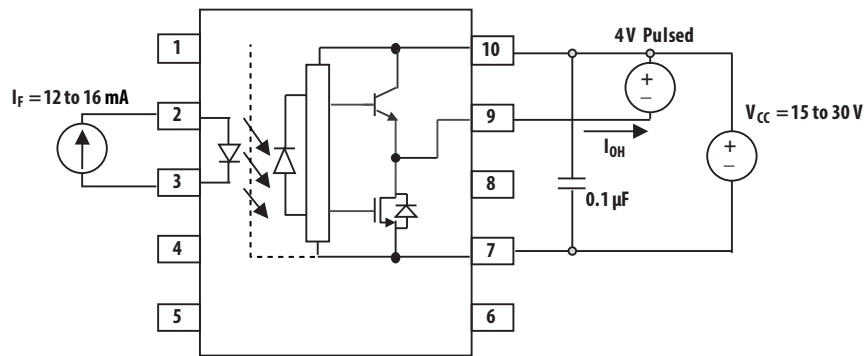 4V Pulsed
1
10
I_F = 12 to 16 mA
2
9
V_CC = 15 to 30 V
I_OH
3
8
0.1 µF
4
7
5
6